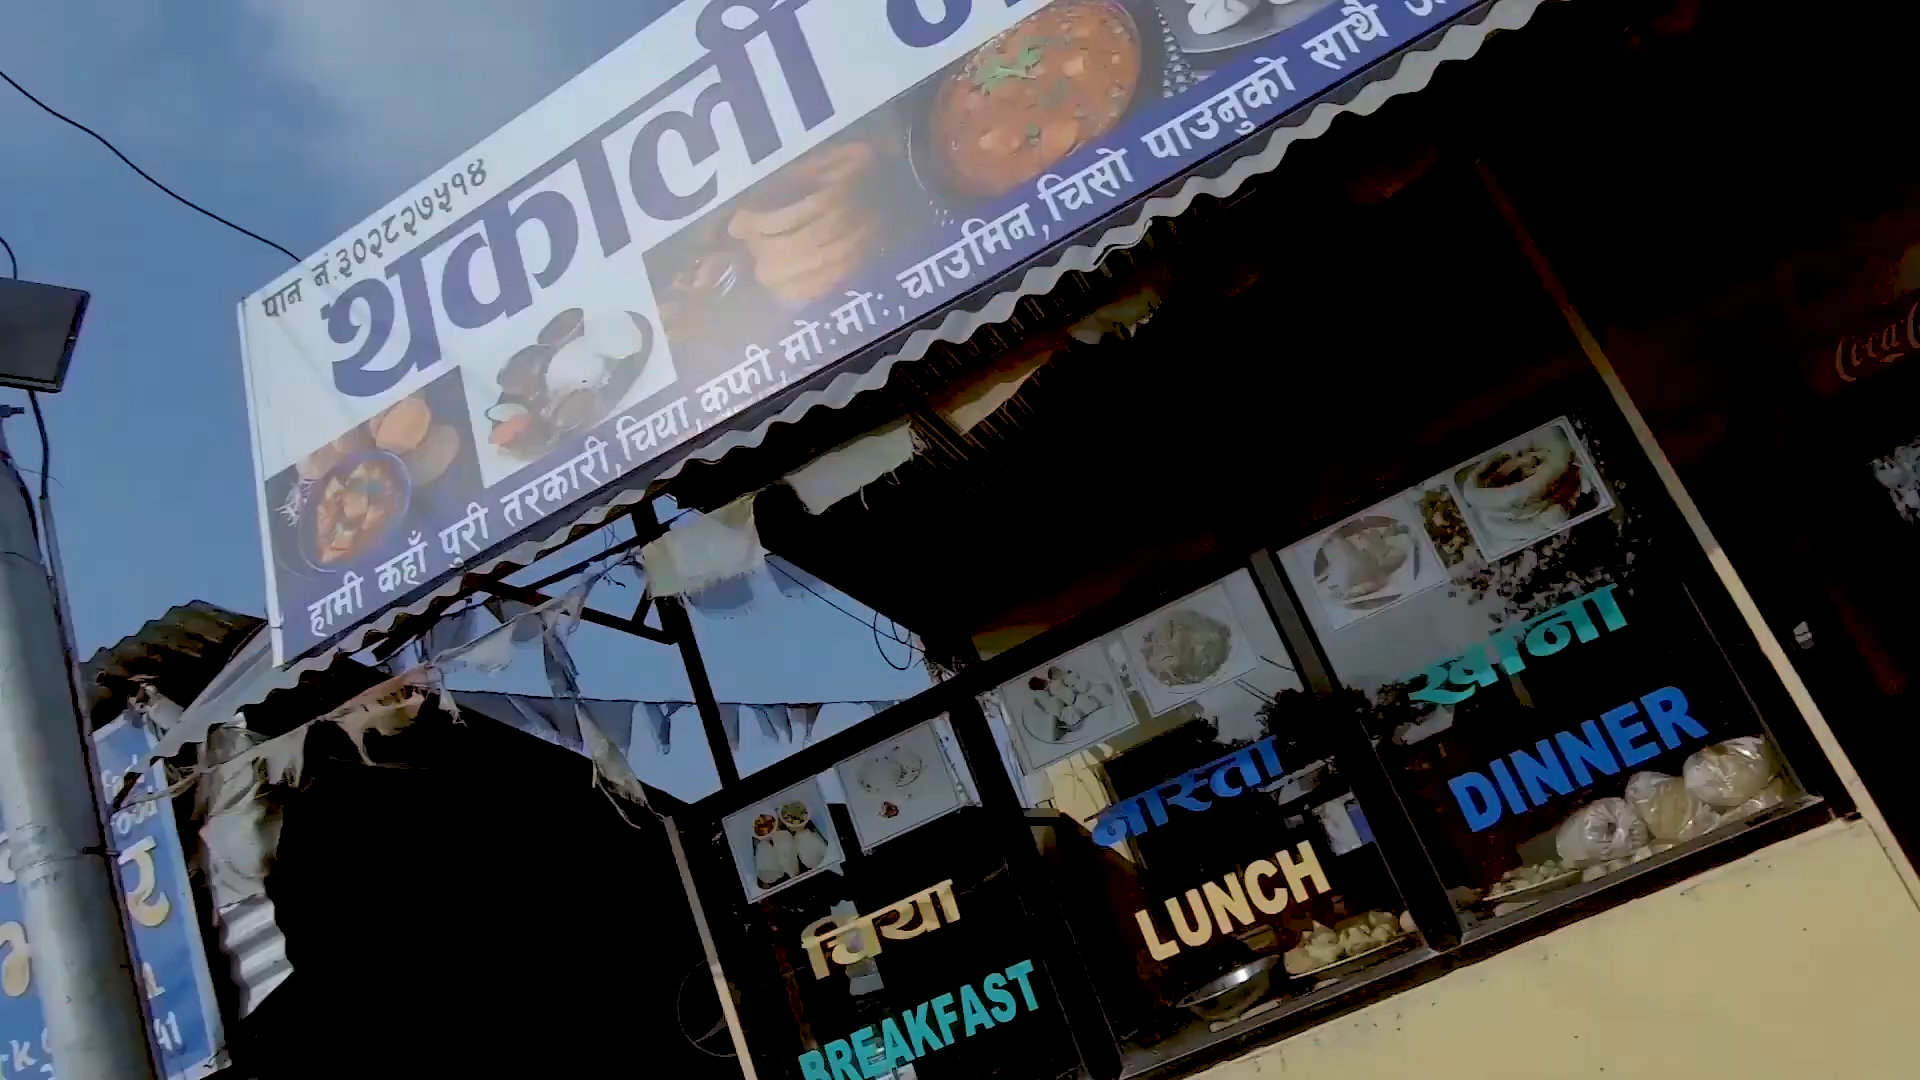 पान नं.३०२८२७५१४
थकाली
हामी कहाँ पुरी तरकारी,चिया,कफी,मो:मो:,चाउमिन,चिसो पाउनुको साथै
चिया
BREAKFAST
नास्ता
LUNCH
खाना
DINNER